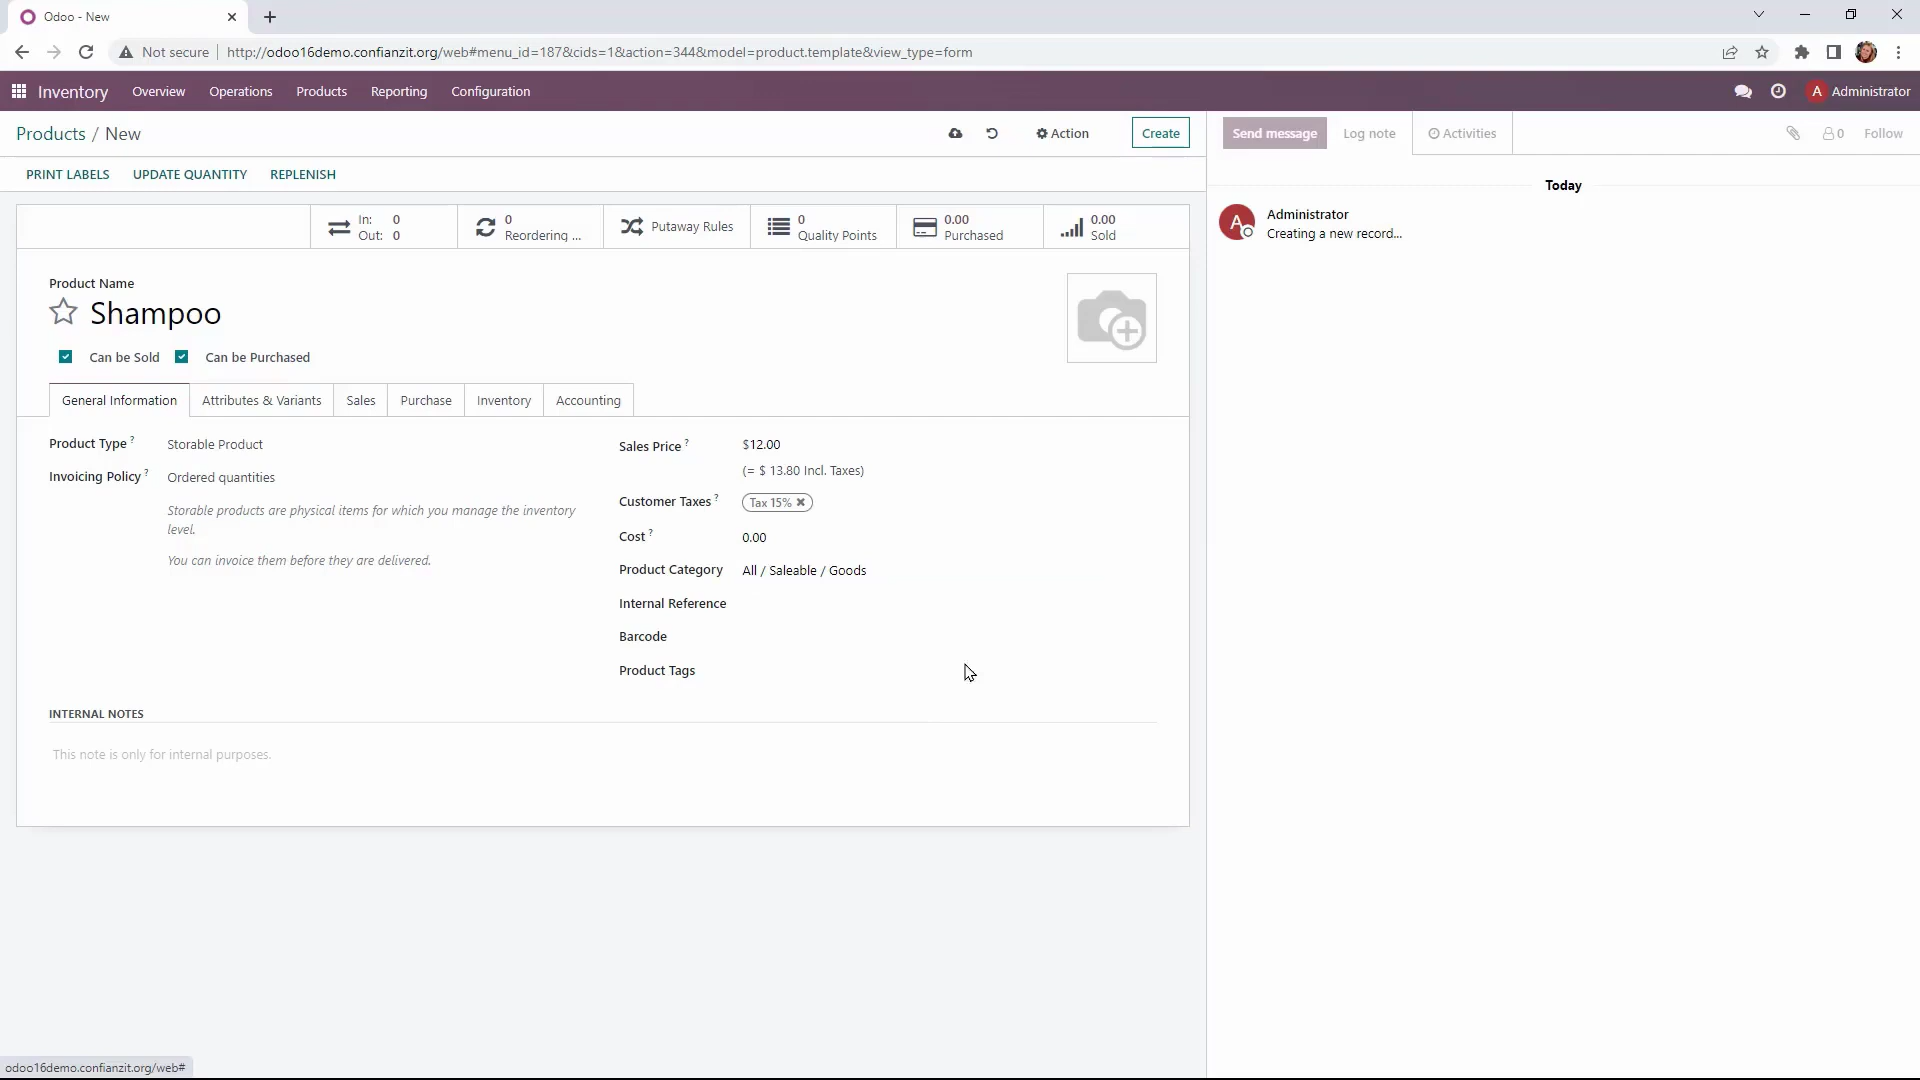 Odoo - New
Not secure
http://odoo16demo.confianzit.org/web#menu_id=187&cids=1&action=344&model=product.template&view_type=form
Inventory Overview Operations Products Reporting Configuration
A Administrator
Products / New
Action
Create
Send message
Log note
Activities
0
Follow
PRINT LABELS
UPDATE QUANTITY
REPLENISH
In: 0
Out: 0
0
Reordering ...
Putaway Rules
0
Quality Points
0.00
Purchased
0.00
Sold
Today
A
Administrator
Creating a new record...
Product Name
Shampoo
Can be Sold
Can be Purchased
General Information
Attributes & Variants
Sales
Purchase
Inventory
Accounting
Product Type ? Storable Product
Invoicing Policy ? Ordered quantities
Storable products are physical items for which you manage the inventory
level.
You can invoice them before they are delivered.
Sales Price ? $12.00
(= $ 13.80 Incl. Taxes)
Customer Taxes ? Tax 15%
Cost ? 0.00
Product Category All / Saleable / Goods
Internal Reference
Barcode
Product Tags
INTERNAL NOTES
This note is only for internal purposes.
odoo16demo.confianzit.org/web#